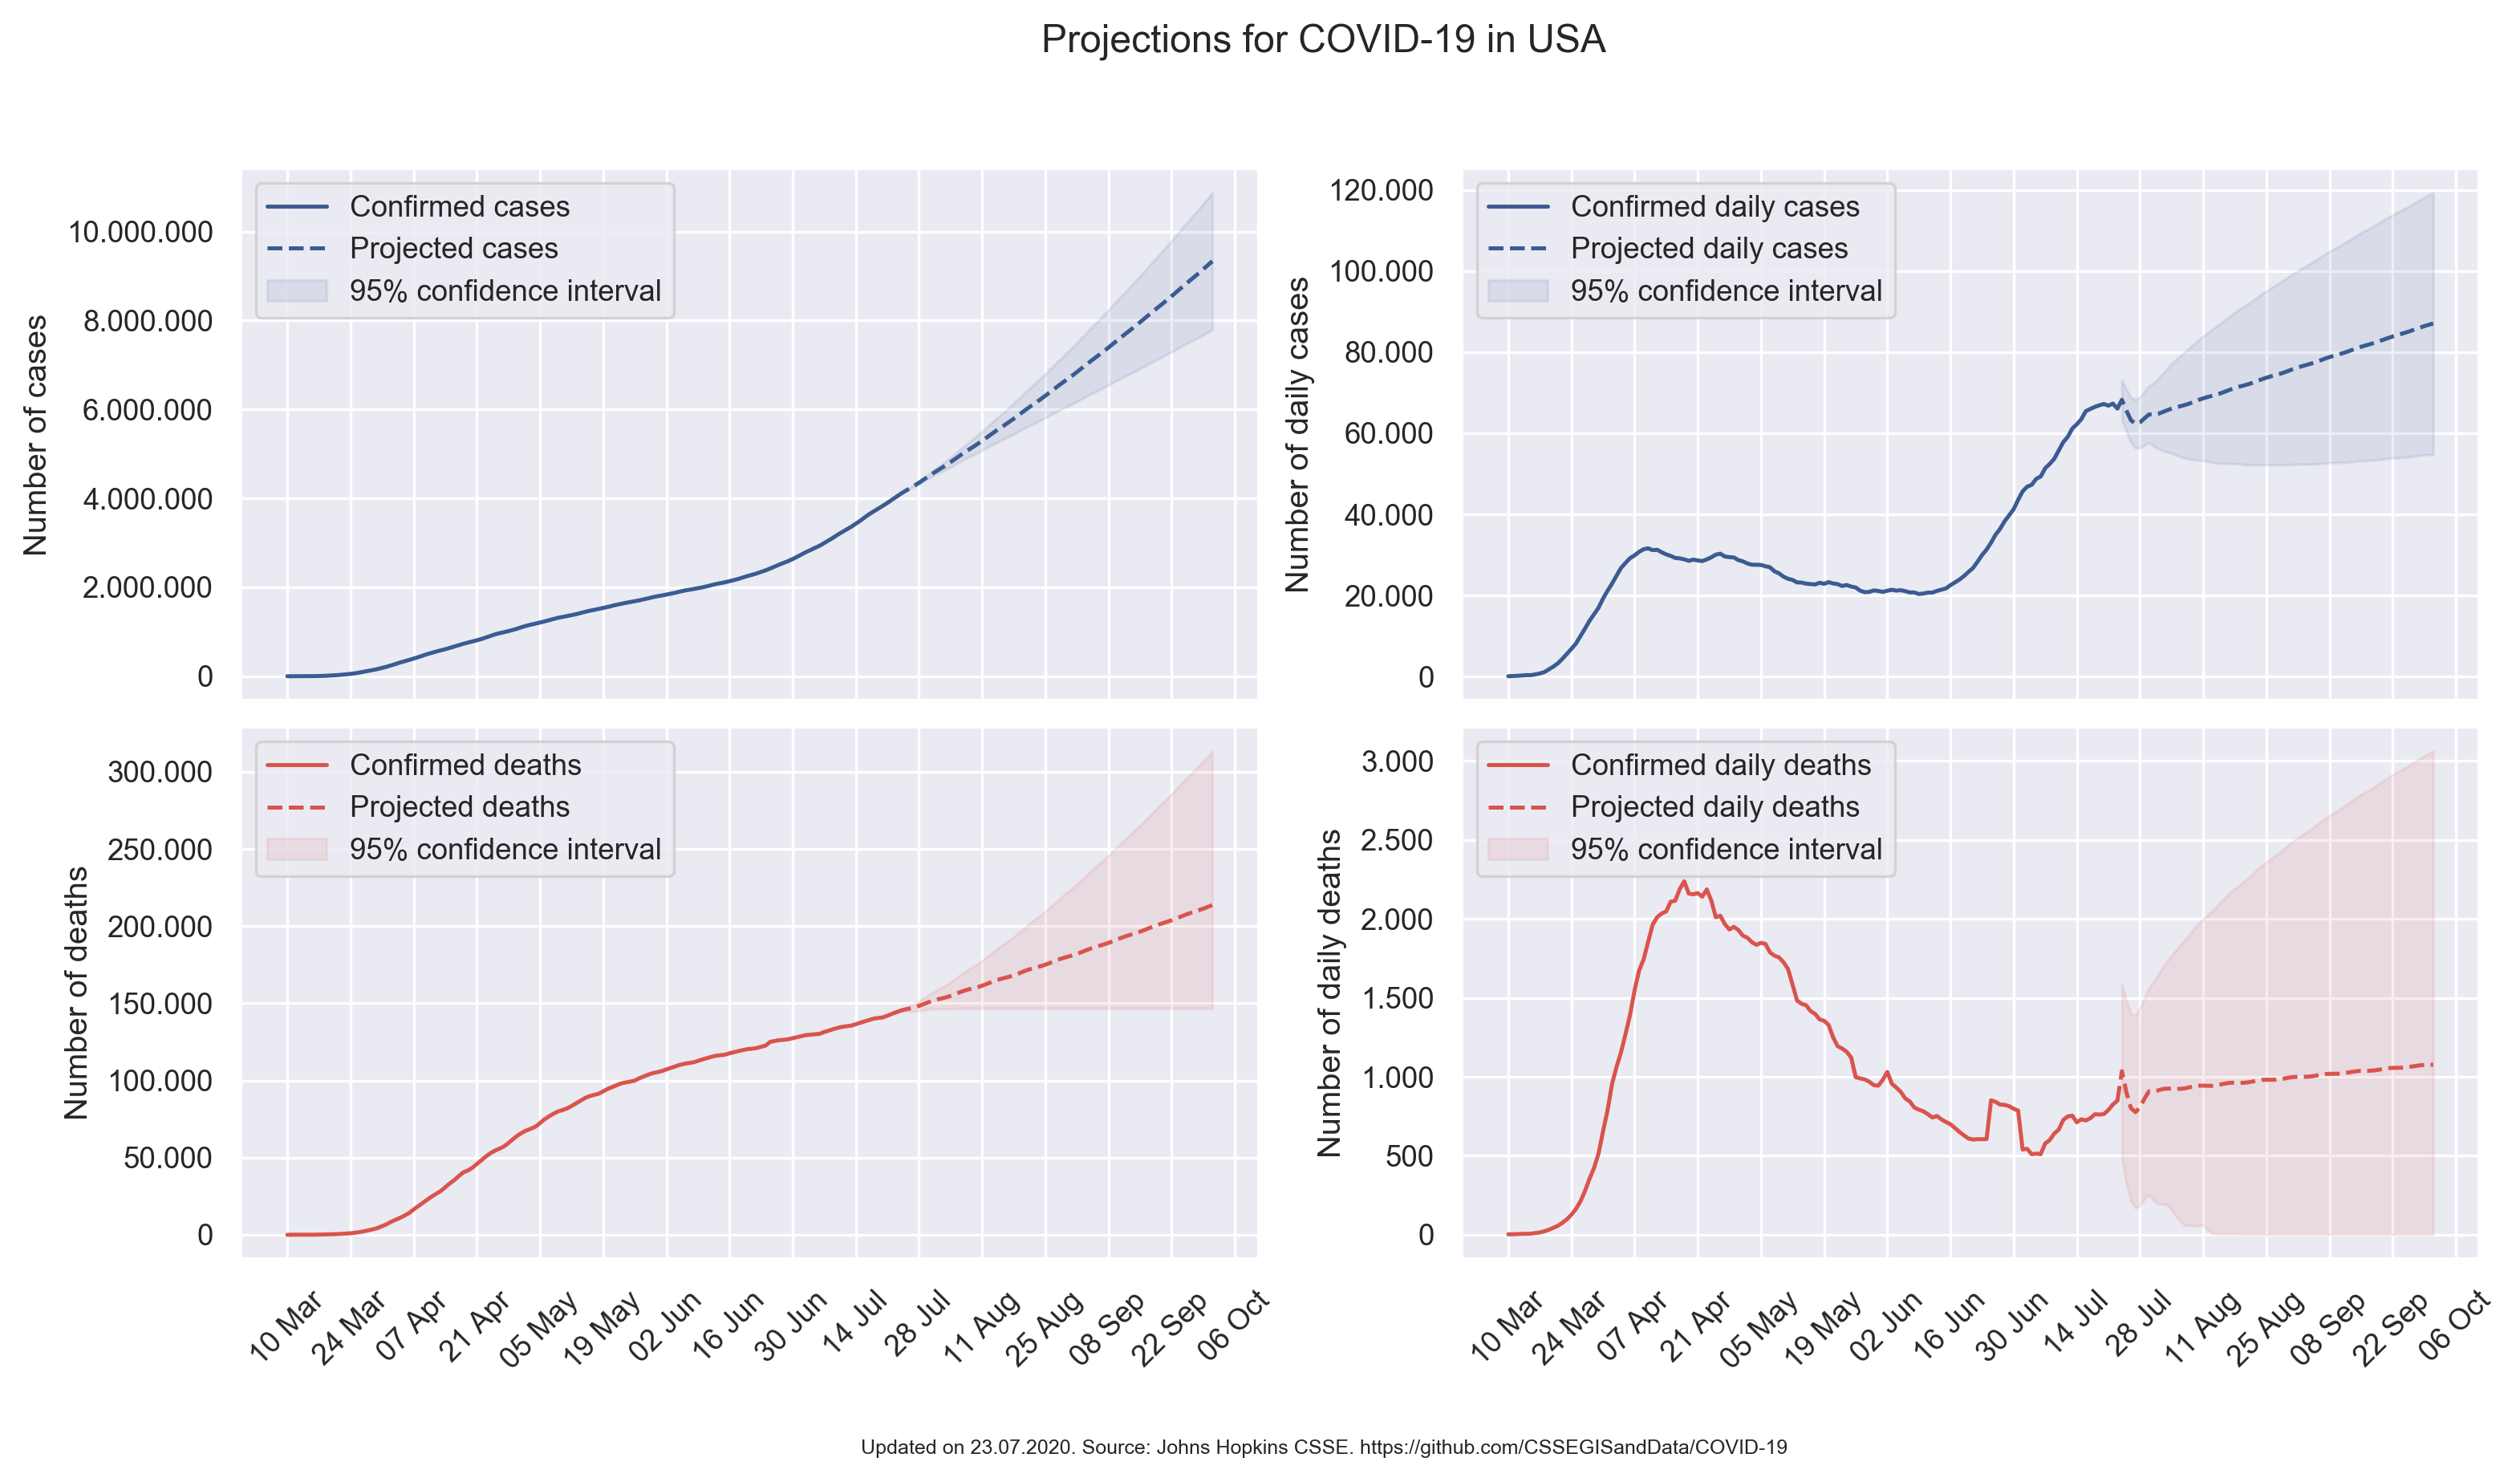 Projections for COVID-19 in USA
Number of cases
10.000.000
8.000.000
6.000.000
4.000.000
2.000.000
0
Confirmed cases
Projected cases
95% confidence interval
Number of daily cases
120.000
100.000
80.000
60.000
40.000
20.000
0
Confirmed daily cases
Projected daily cases
95% confidence interval
Number of deaths
300.000
250.000
200.000
150.000
100.000
50.000
0
Confirmed deaths
Projected deaths
95% confidence interval
10 Mar
24 Mar
07 Apr
21 Apr
05 May
19 May
02 Jun
16 Jun
30 Jun
14 Jul
28 Jul
11 Aug
25 Aug
08 Sep
22 Sep
06 Oct
Number of daily deaths
3.000
2.500
2.000
1.500
1.000
500
0
Confirmed daily deaths
Projected daily deaths
95% confidence interval
10 Mar
24 Mar
07 Apr
21 Apr
05 May
19 May
02 Jun
16 Jun
30 Jun
14 Jul
28 Jul
11 Aug
25 Aug
08 Sep
22 Sep
06 Oct
Updated on 23.07.2020. Source: Johns Hopkins CSSE. https://github.com/CSSEGISandData/COVID-19